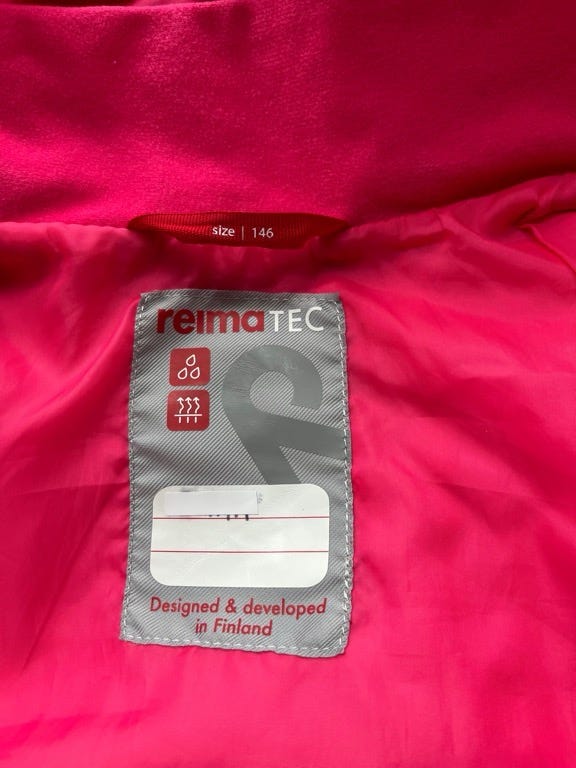 size | 146
reimaTEC
Designed & developed
in Finland